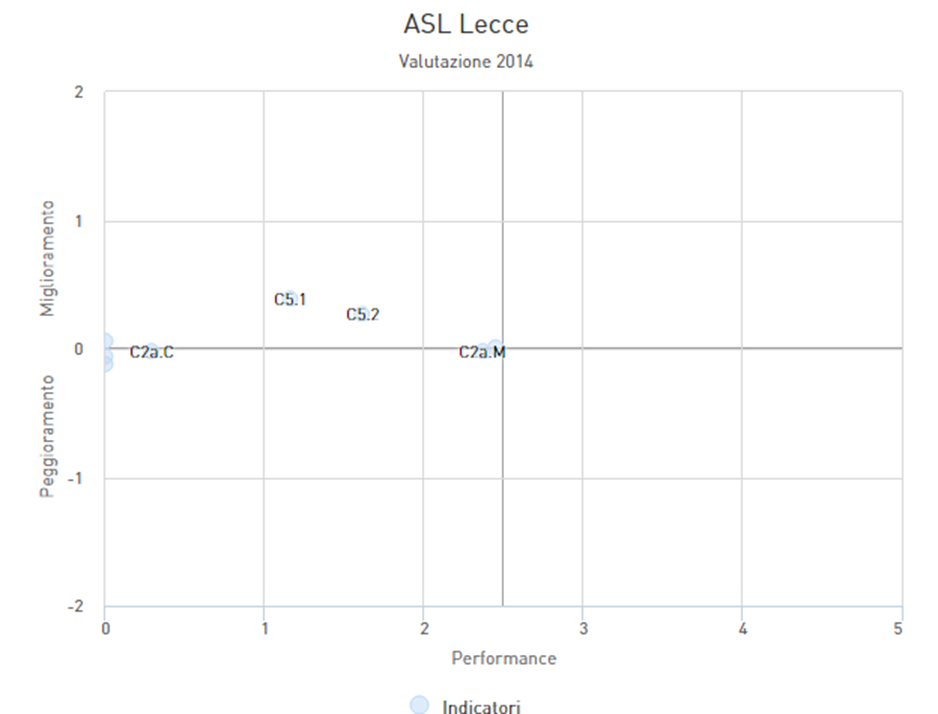 ASL Lecce
Valutazione 2014
2
Miglioramento
1
C5.1
C5.2
0
C2a.C
C2a.M
Peggioramento
-1
-2
0 1 2 3 4 5
Performance
Indicatori